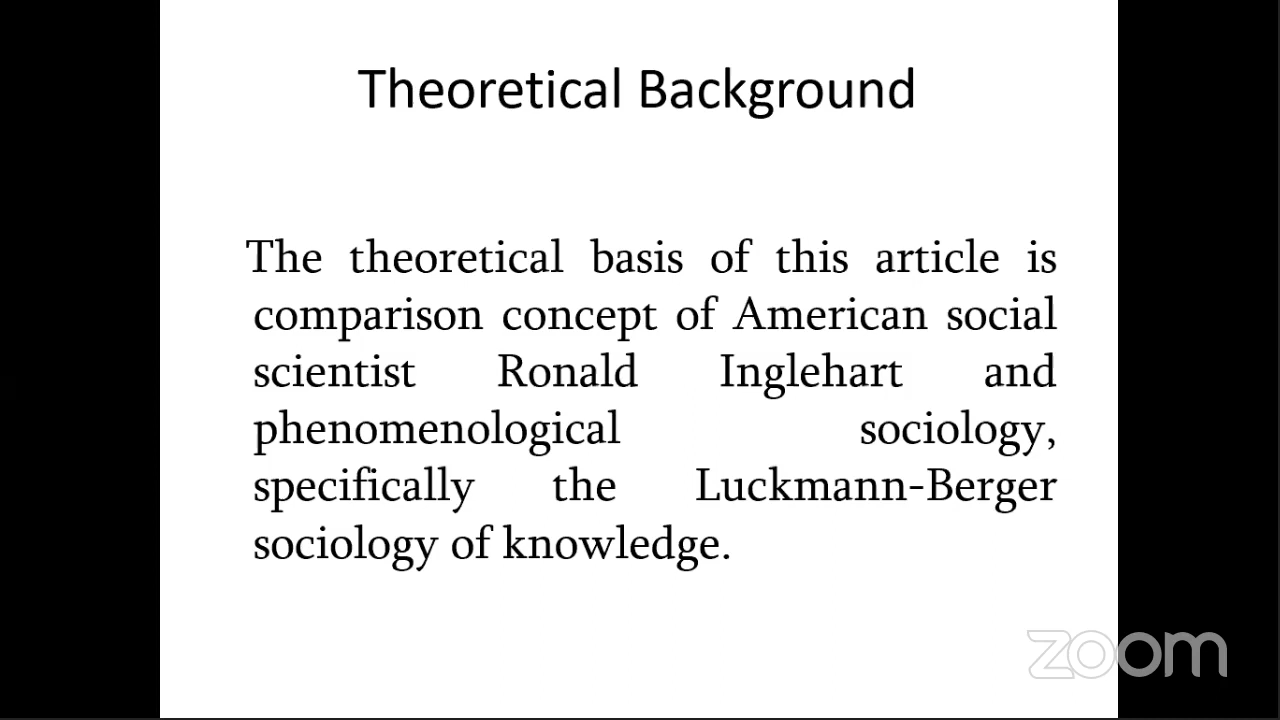 Theoretical Background
The theoretical basis of this article is
comparison concept of American social
scientist Ronald Inglehart and
phenomenological sociology,
specifically the Luckmann-Berger
sociology of knowledge.
zoom